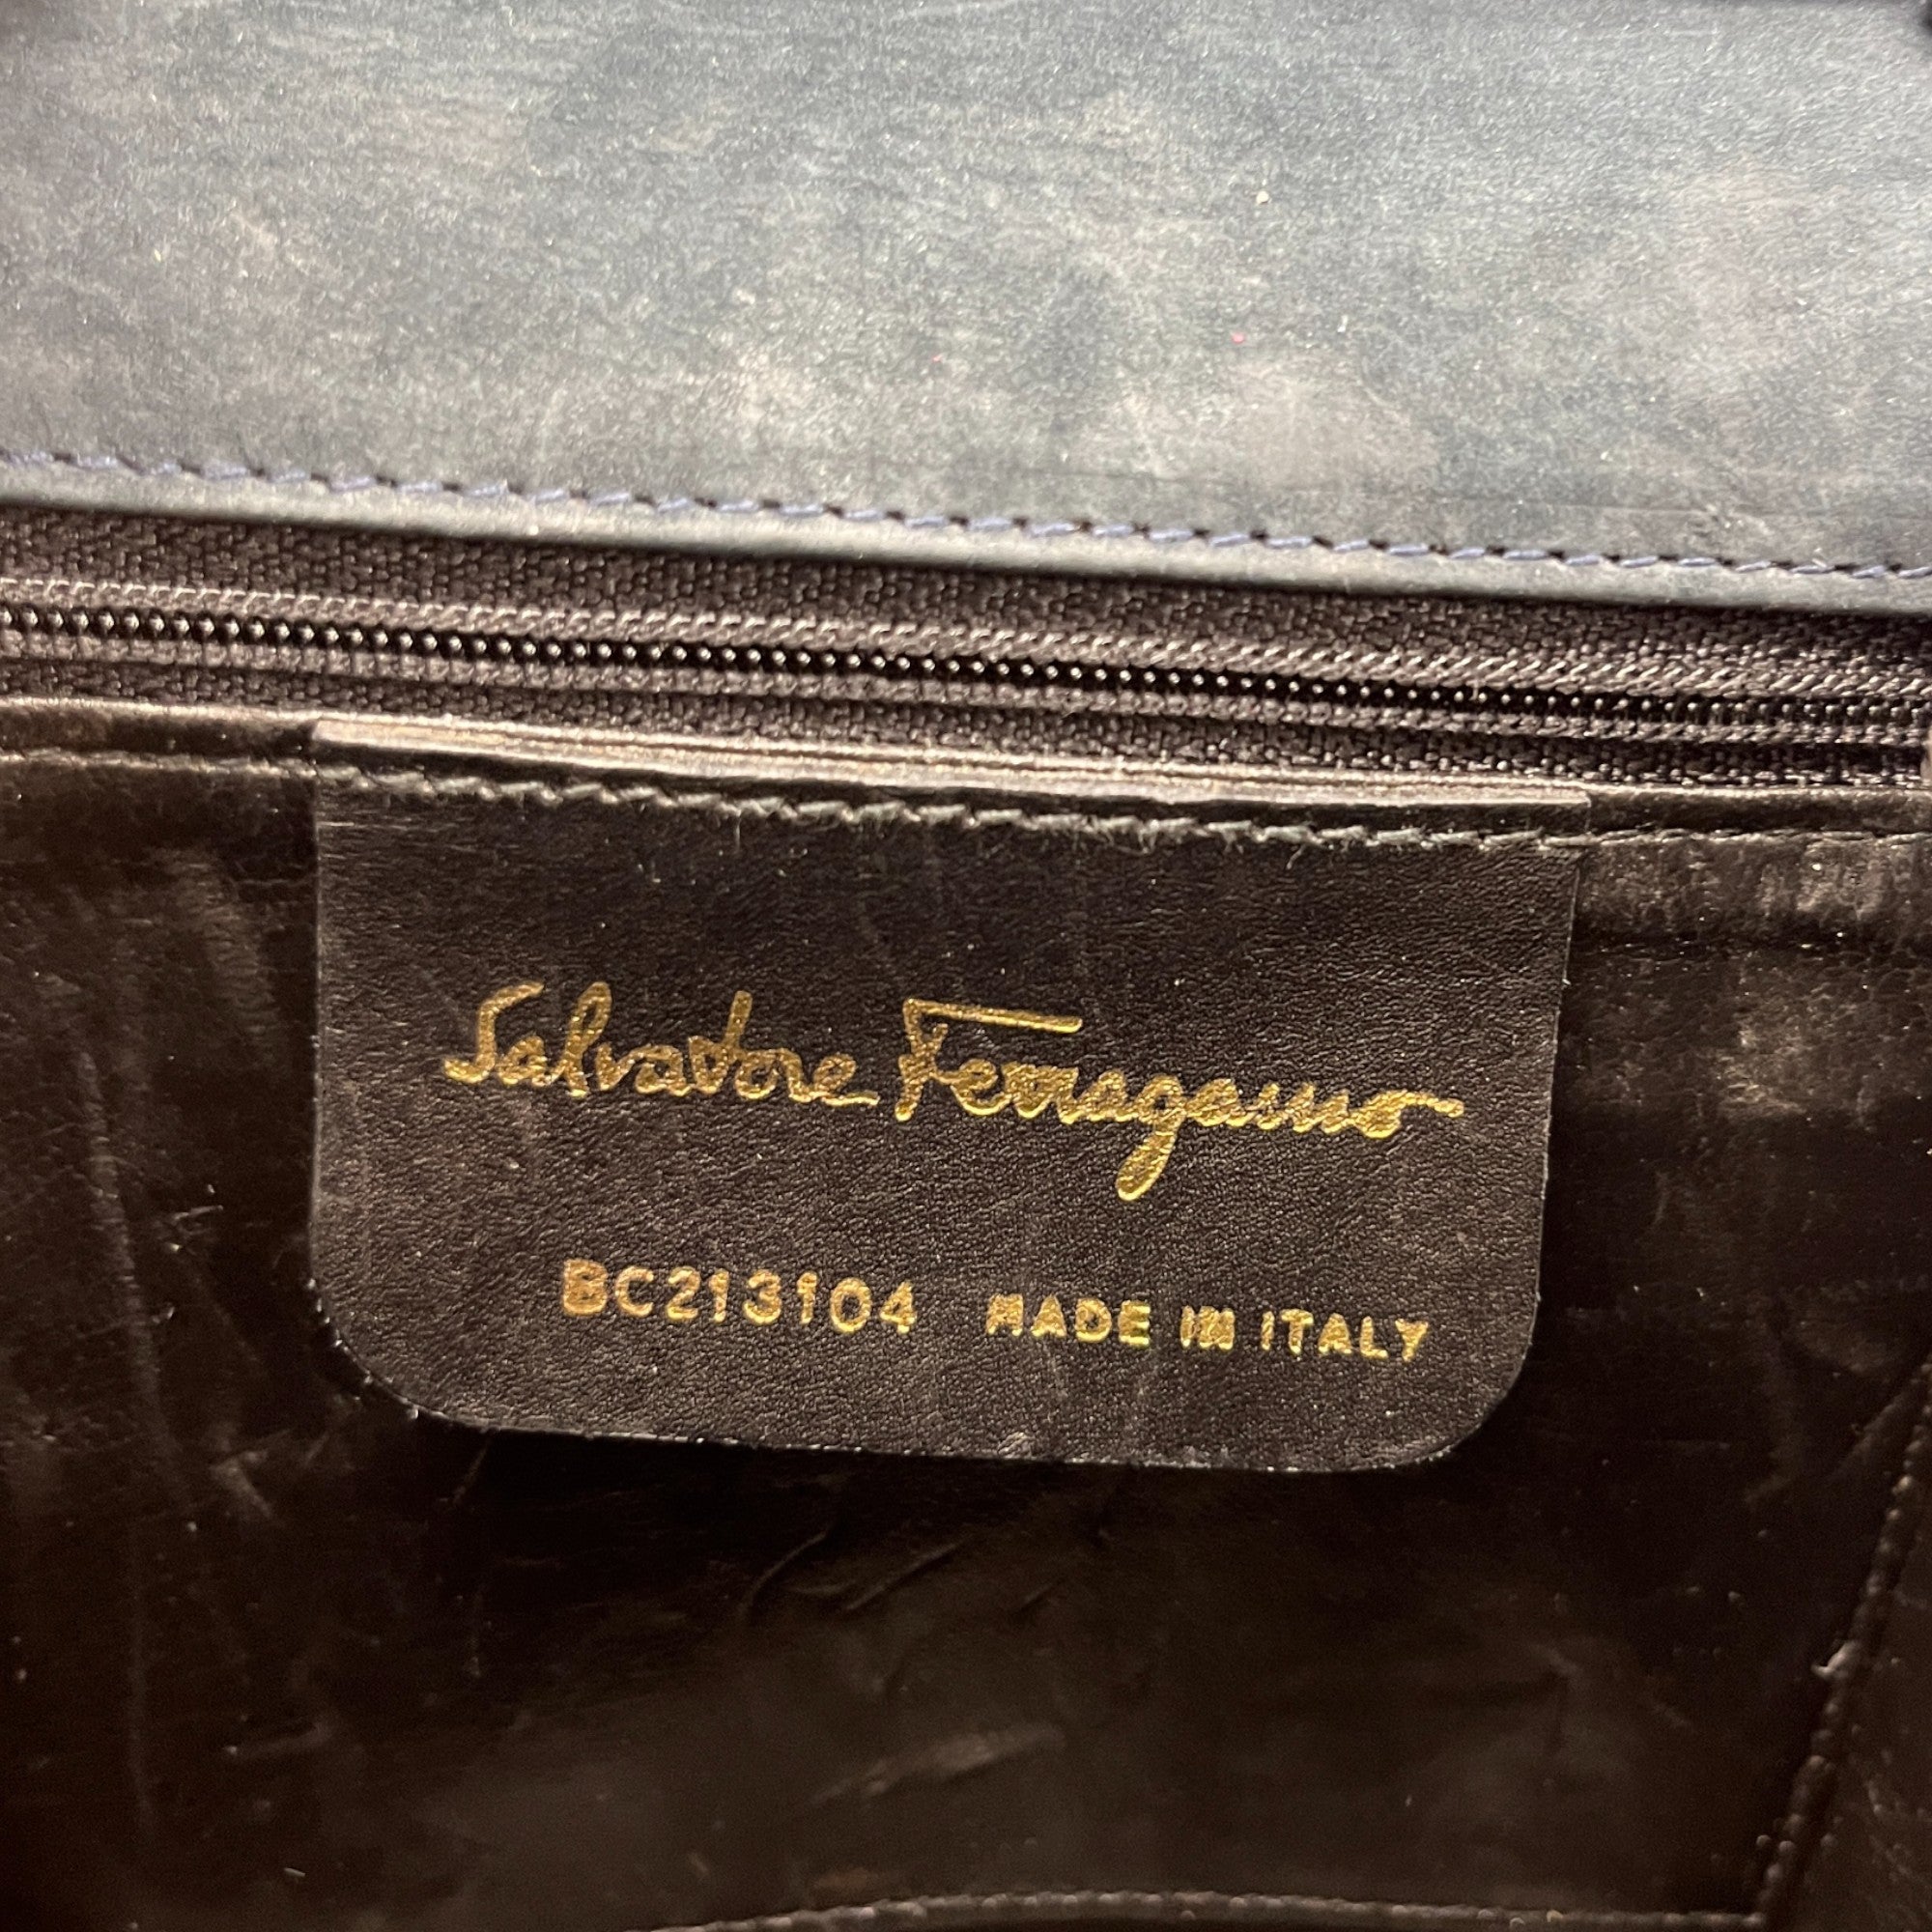 Salvatore Ferragamo
BC213104 MADE IN ITALY